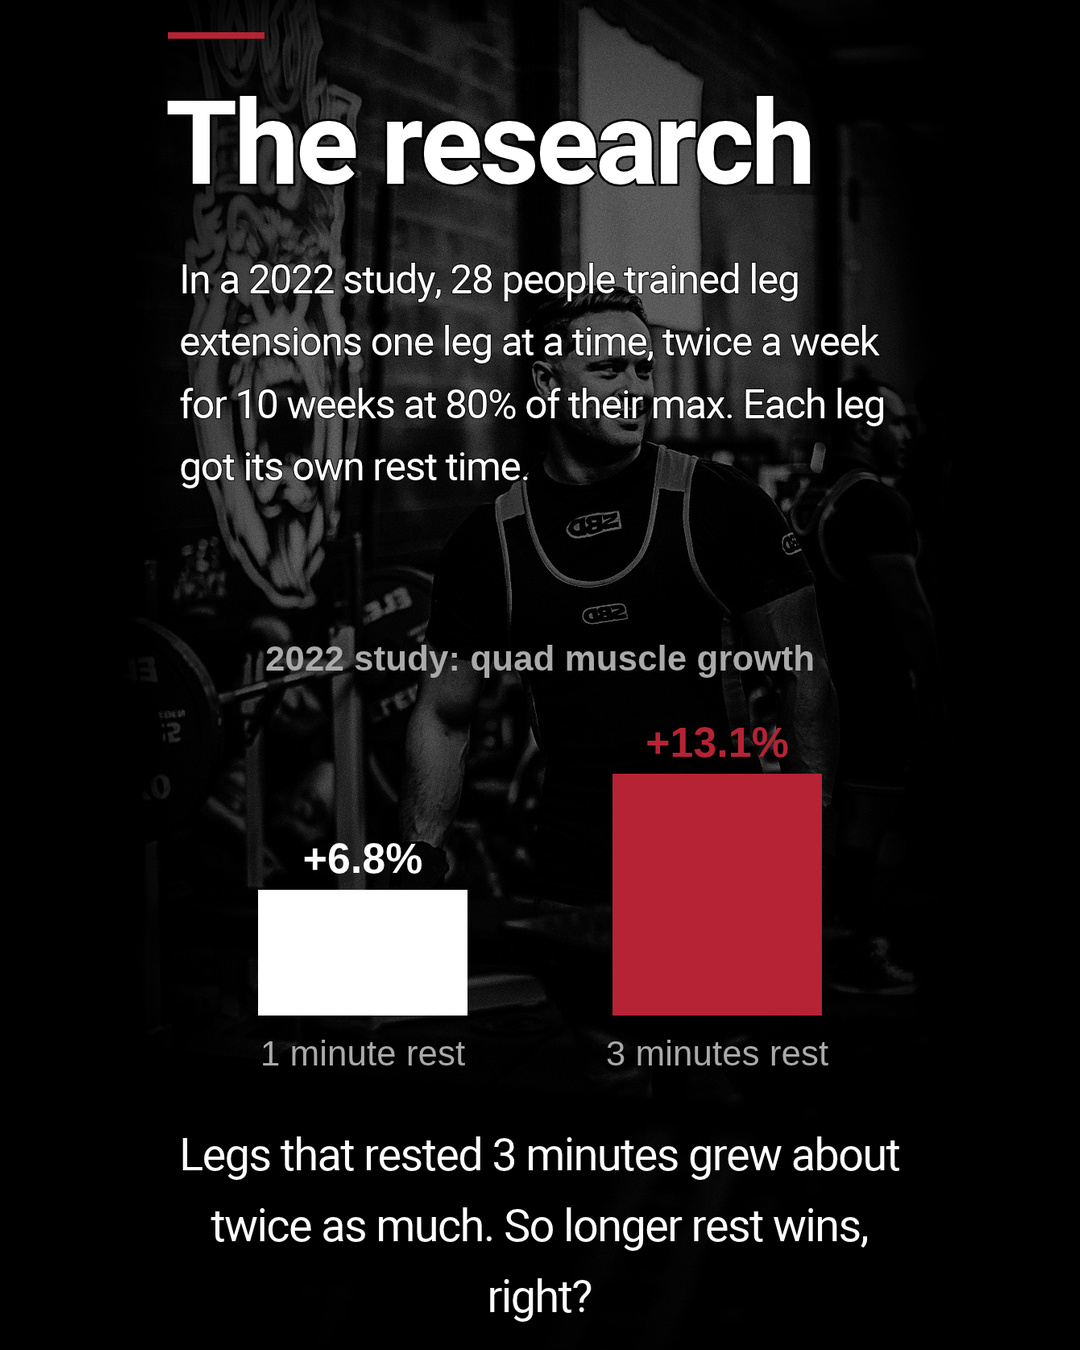 The research
In a 2022 study, 28 people trained leg
extensions one leg at a time, twice a week
for 10 weeks at 80% of their max. Each leg
got its own rest time.
2022 study: quad muscle growth
+13.1%
+6.8%
1 minute rest
3 minutes rest
Legs that rested 3 minutes grew about
twice as much. So longer rest wins,
right?